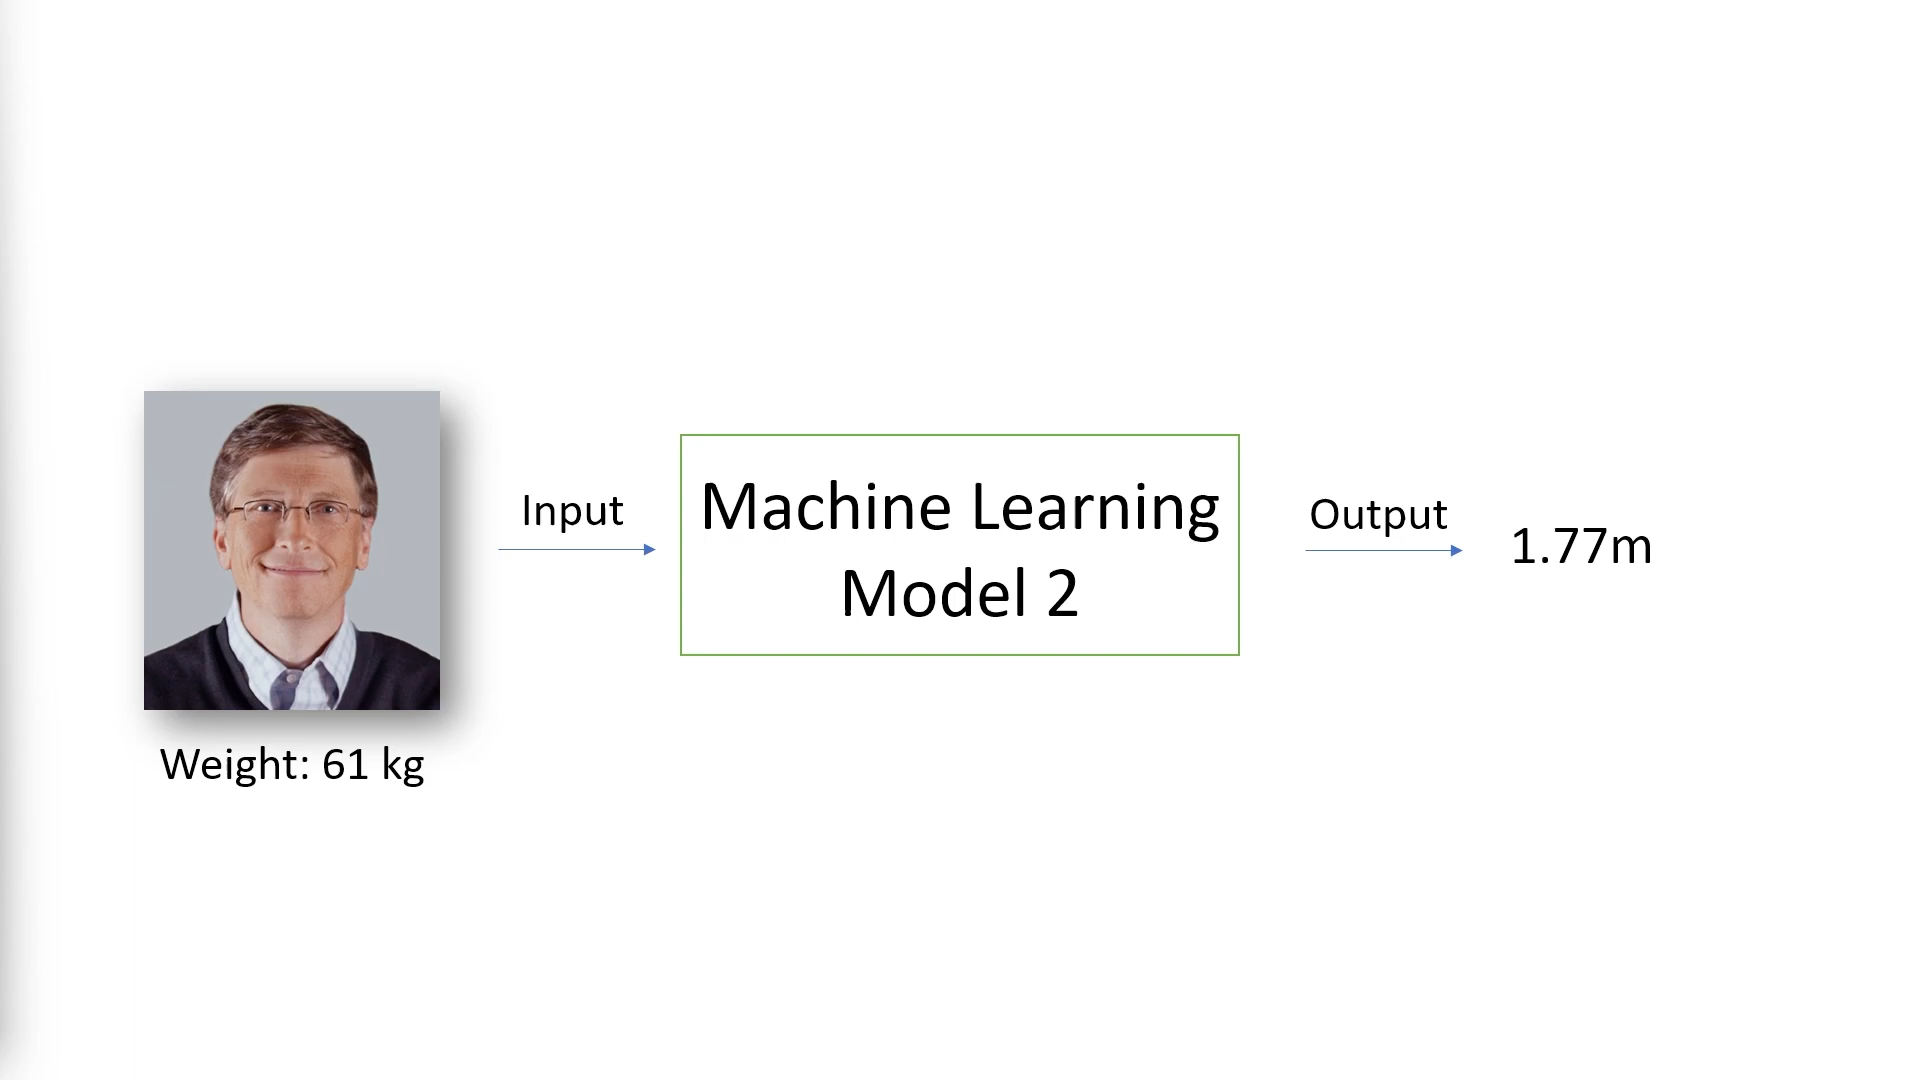 Input
Machine Learning
Model 2
Output
1.77m
Weight: 61 kg